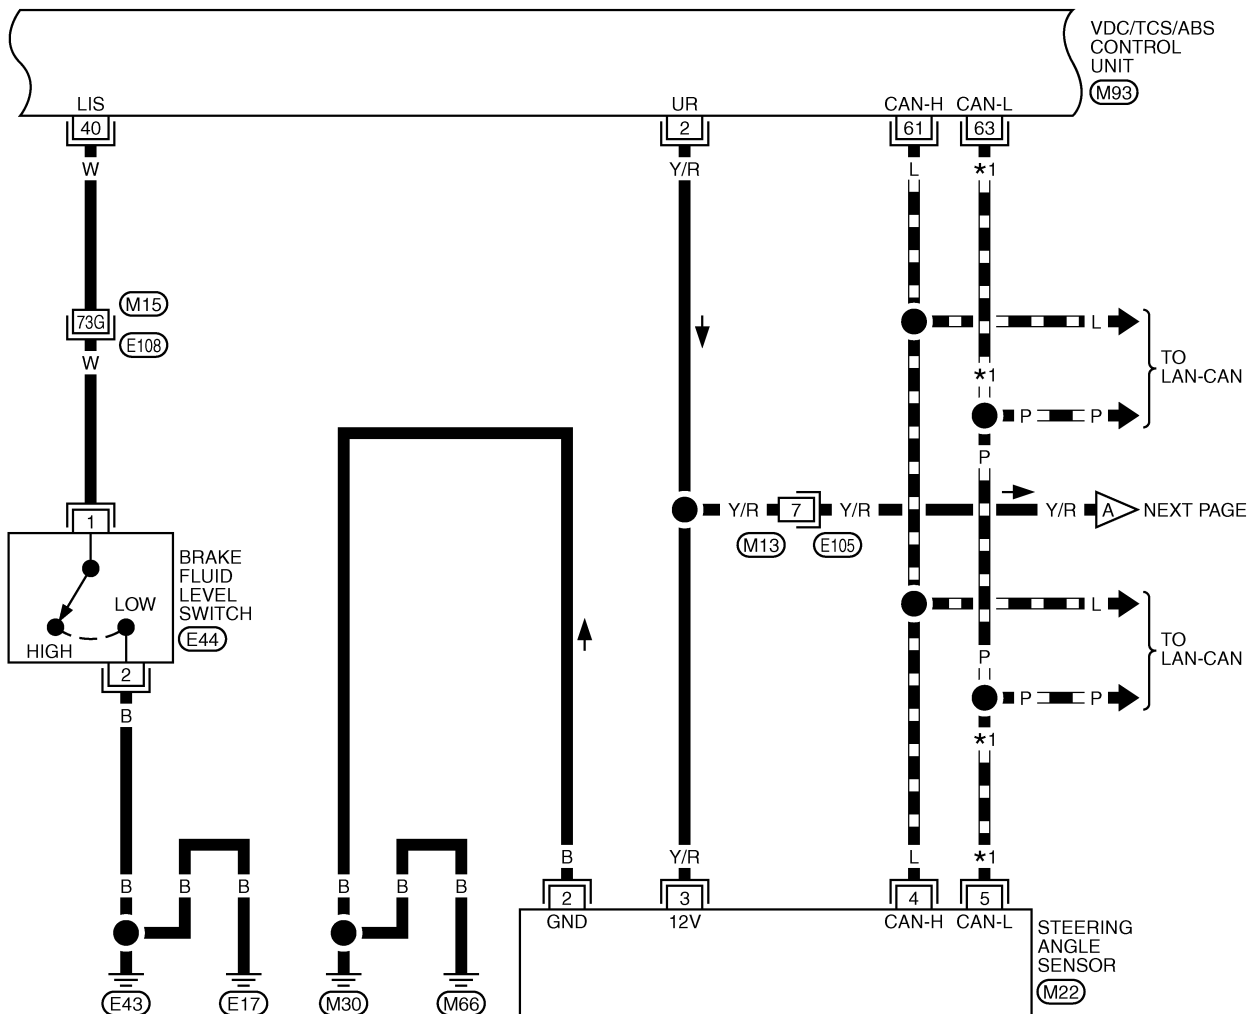 VDC/TCS/ABS
CONTROL
UNIT
M93
LIS
UR
CAN-H
CAN-L
40
2
61
63
W
Y/R
L
*1
M15
73G
E108
W
L
TO
LAN-CAN
*1
P
P
P
Y/R
7
Y/R
Y/R
A
NEXT PAGE
M13
E105
1
BRAKE
FLUID
LEVEL
SWITCH
E44
LOW
HIGH
2
B
L
TO
LAN-CAN
P
P
P
*1
B
Y/R
L
*1
B
B
B
B
B
B
2
3
4
5
GND
12V
CAN-H
CAN-L
STEERING
ANGLE
SENSOR
M22
E43
E17
M30
M66